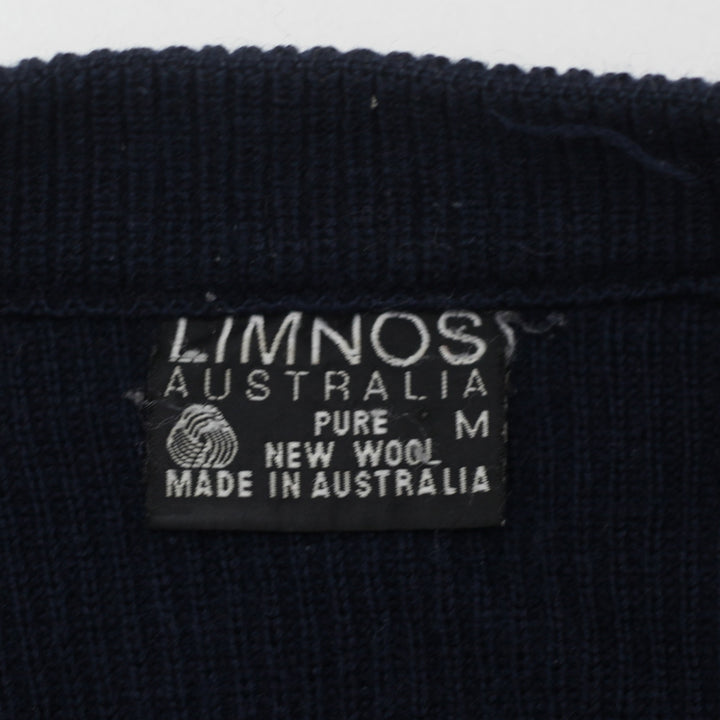 LIMNOS
AUSTRALIA
PURE M
NEW WOOL
MADE IN AUSTRALIA